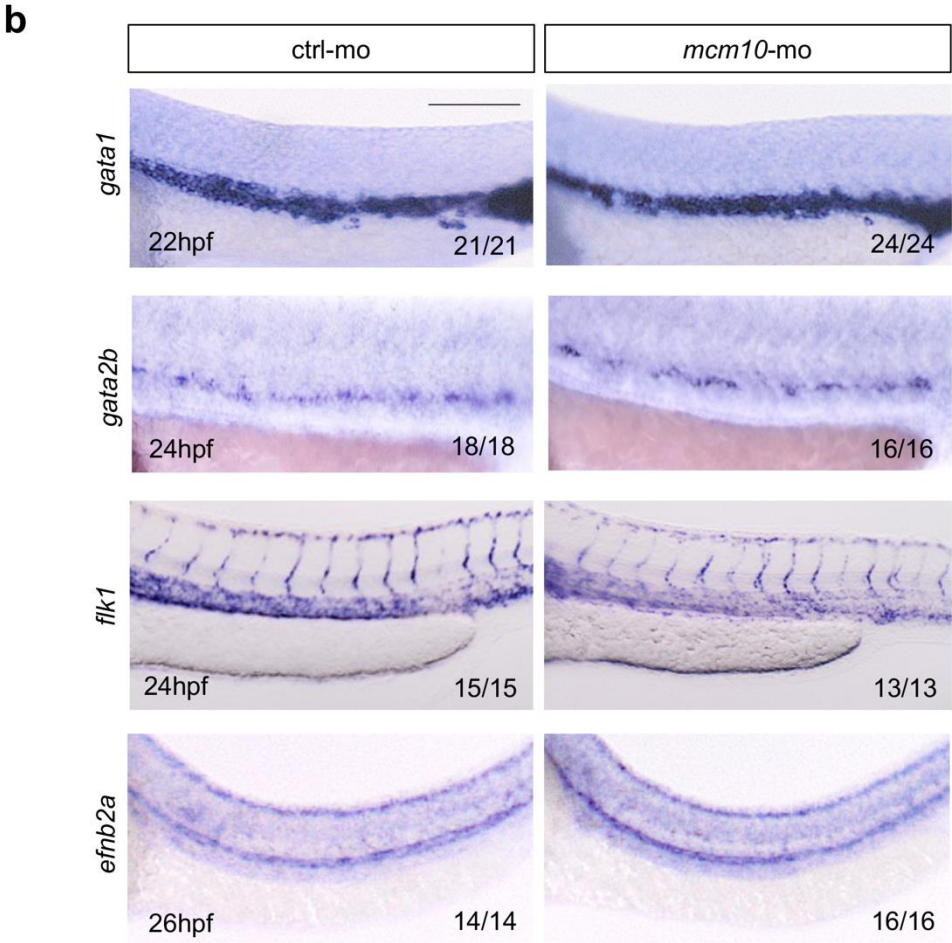 b
ctrl-mo
mcm10-mo
gata1
22hpf
21/21
24/24
gata2b
24hpf
18/18
16/16
flk1
24hpf
15/15
13/13
efnb2a
26hpf
14/14
16/16